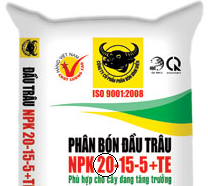 ISO 9001:2008
PHÂN BÓN ĐẦU TRÂU
NPK 20-15-5+TE
Phù hợp cho cây đang tăng trưởng
ĐẦU TRÂU
NPK 20-15-5+TE